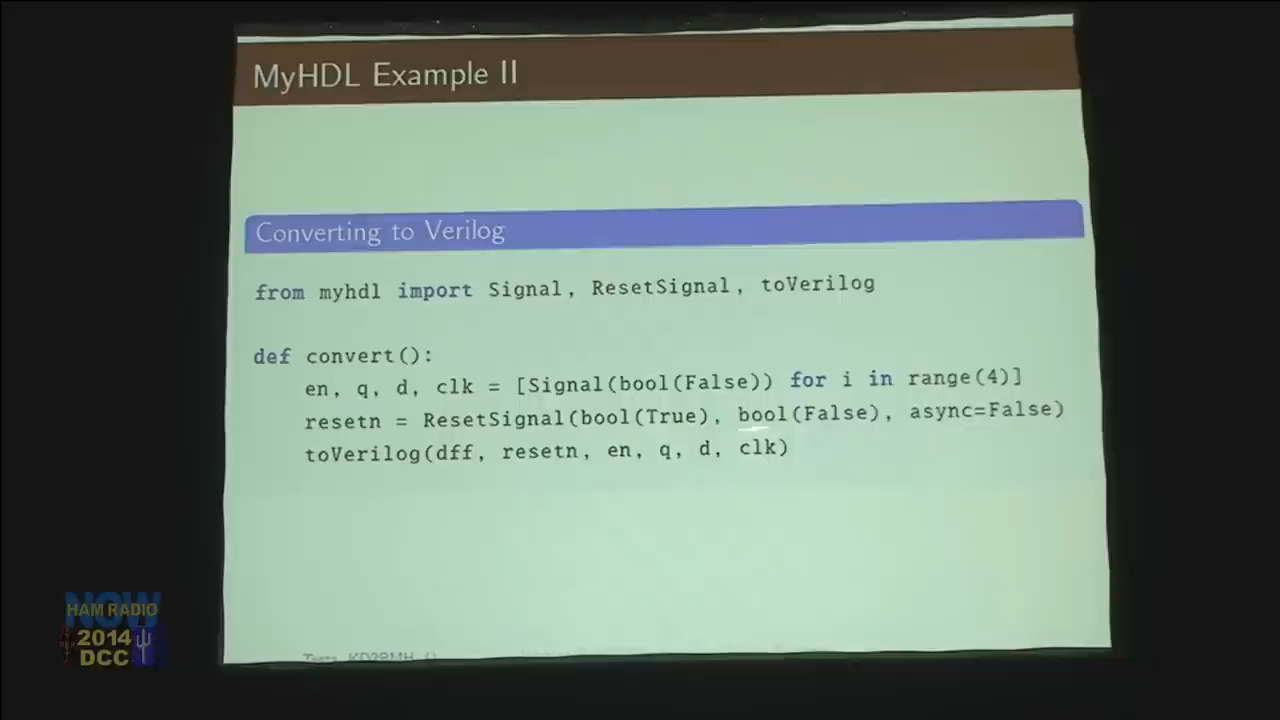 MyHDL Example II
Converting to Verilog
from myhdl import Signal, ResetSignal, toVerilog
def convert():
en, q, d, clk = [Signal(bool(False)) for i in range(4)]
resetn = ResetSignal(bool(True), bool(False), async=False)
toVerilog(dff, resetn, en, q, d, clk)
NOW
HAM RADIO
2014
DCC